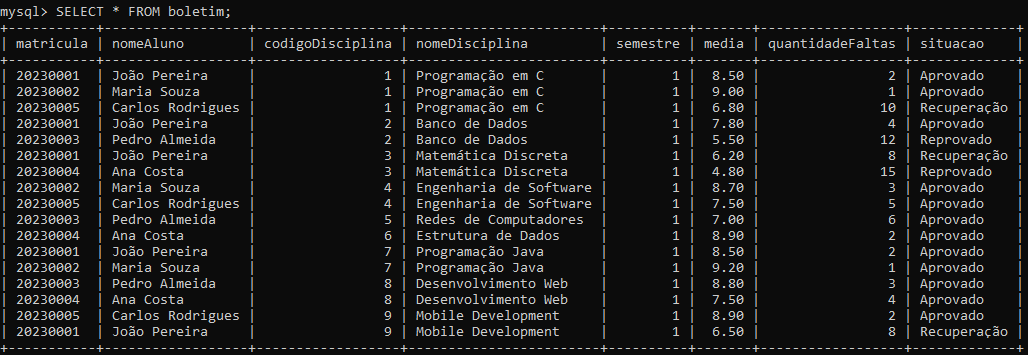 mysql> SELECT * FROM boletim;
+-----------+------------------+------------------+------------------------+----------+-------+-------------------+-------------+
| matricula | nomeAluno        | codigoDisciplina | nomeDisciplina         | semestre | media | quantidadeFaltas  | situacao    |
+-----------+------------------+------------------+------------------------+----------+-------+-------------------+-------------+
| 20230001  | João Pereira     |                1 | Programação em C       |        1 |  8.50 |                 2 | Aprovado    |
| 20230002  | Maria Souza      |                1 | Programação em C       |        1 |  9.00 |                 1 | Aprovado    |
| 20230005  | Carlos Rodrigues |                1 | Programação em C       |        1 |  6.80 |                10 | Recuperação |
| 20230001  | João Pereira     |                2 | Banco de Dados         |        1 |  7.80 |                 4 | Aprovado    |
| 20230003  | Pedro Almeida    |                2 | Banco de Dados         |        1 |  5.50 |                12 | Reprovado   |
| 20230001  | João Pereira     |                3 | Matemática Discreta    |        1 |  6.20 |                 8 | Recuperação |
| 20230004  | Ana Costa        |                3 | Matemática Discreta    |        1 |  4.80 |                15 | Reprovado   |
| 20230002  | Maria Souza      |                4 | Engenharia de Software |        1 |  8.70 |                 3 | Aprovado    |
| 20230005  | Carlos Rodrigues |                4 | Engenharia de Software |        1 |  7.50 |                 5 | Aprovado    |
| 20230003  | Pedro Almeida    |                5 | Redes de Computadores  |        1 |  7.00 |                 6 | Aprovado    |
| 20230004  | Ana Costa        |                6 | Estrutura de Dados     |        1 |  8.90 |                 2 | Aprovado    |
| 20230001  | João Pereira     |                7 | Programação Java       |        1 |  8.50 |                 2 | Aprovado    |
| 20230002  | Maria Souza      |                7 | Programação Java       |        1 |  9.20 |                 1 | Aprovado    |
| 20230003  | Pedro Almeida    |                8 | Desenvolvimento Web    |        1 |  8.80 |                 3 | Aprovado    |
| 20230004  | Ana Costa        |                8 | Desenvolvimento Web    |        1 |  7.50 |                 4 | Aprovado    |
| 20230005  | Carlos Rodrigues |                9 | Mobile Development     |        1 |  8.90 |                 2 | Aprovado    |
| 20230001  | João Pereira     |                9 | Mobile Development     |        1 |  6.50 |                 8 | Recuperação |
+-----------+------------------+------------------+------------------------+----------+-------+-------------------+-------------+